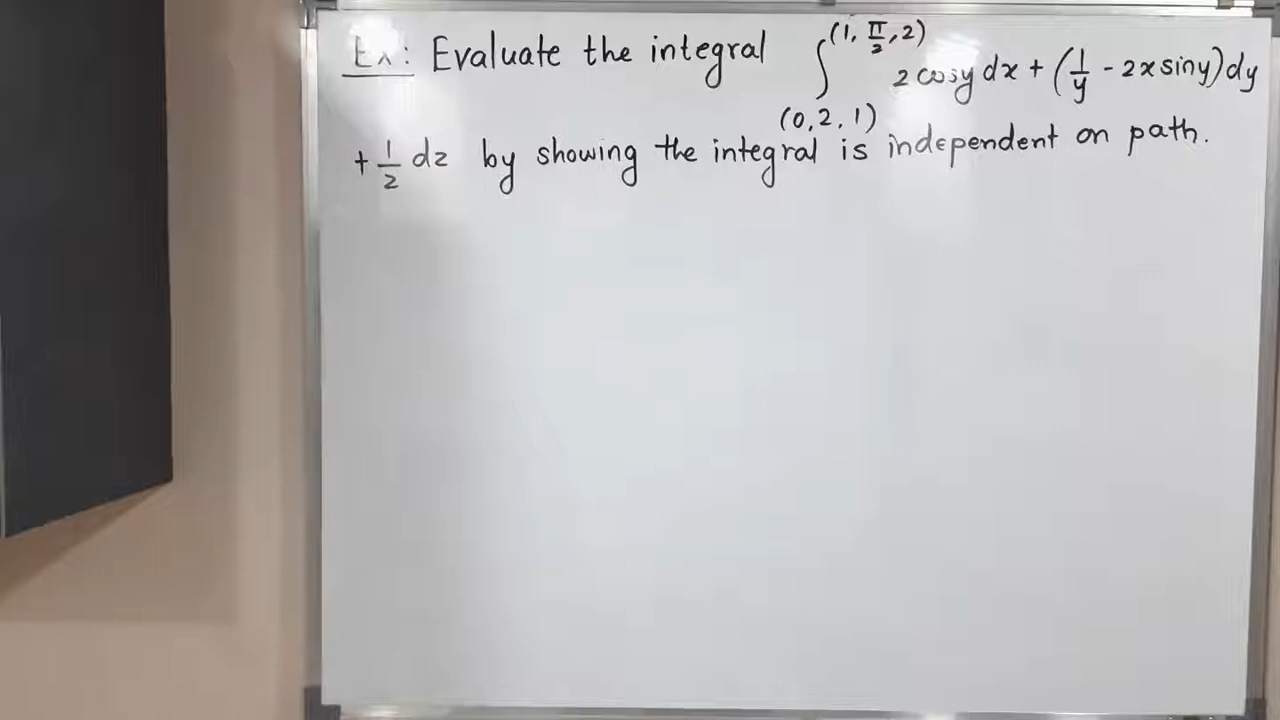 Ex: Evaluate the integral ∫_{(0,2,1)}^{(1,π/2,2)} 2cosy dx + (1/y - 2x siny)dy
+ 1/2 dz by showing the integral is independent on path.